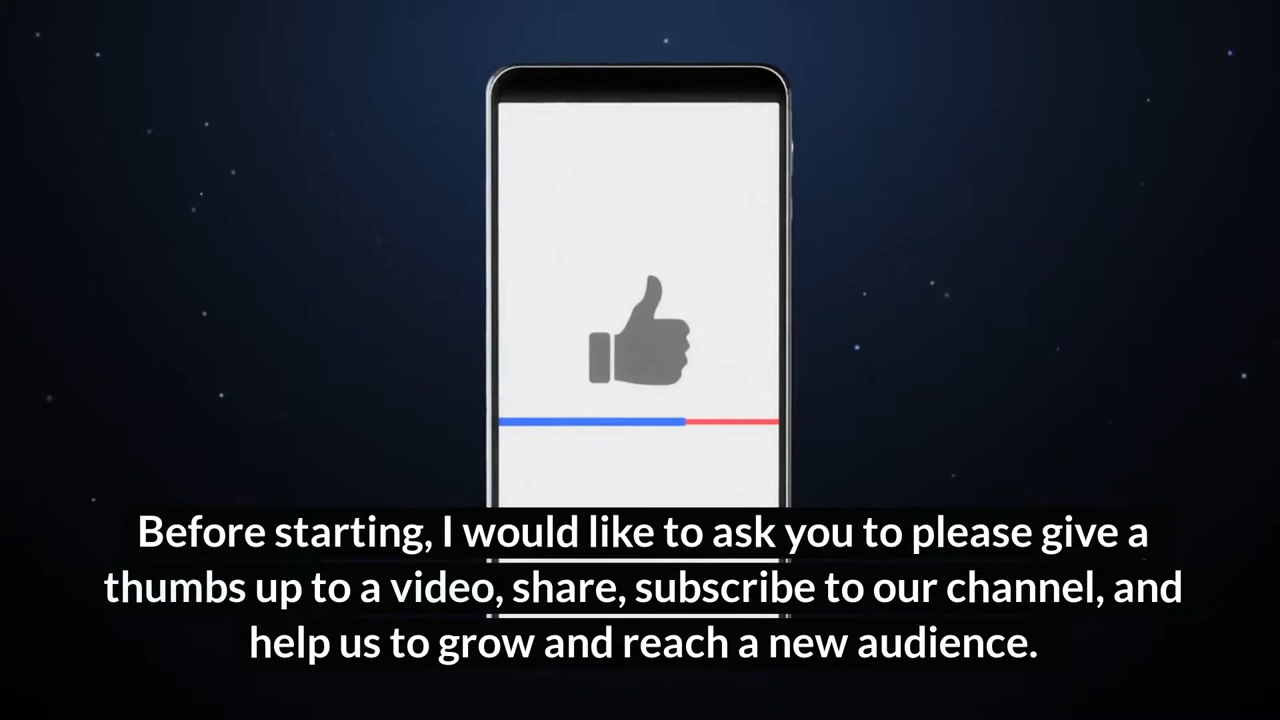 Before starting, I would like to ask you to please give a
thumbs up to a video, share, subscribe to our channel, and
help us to grow and reach a new audience.